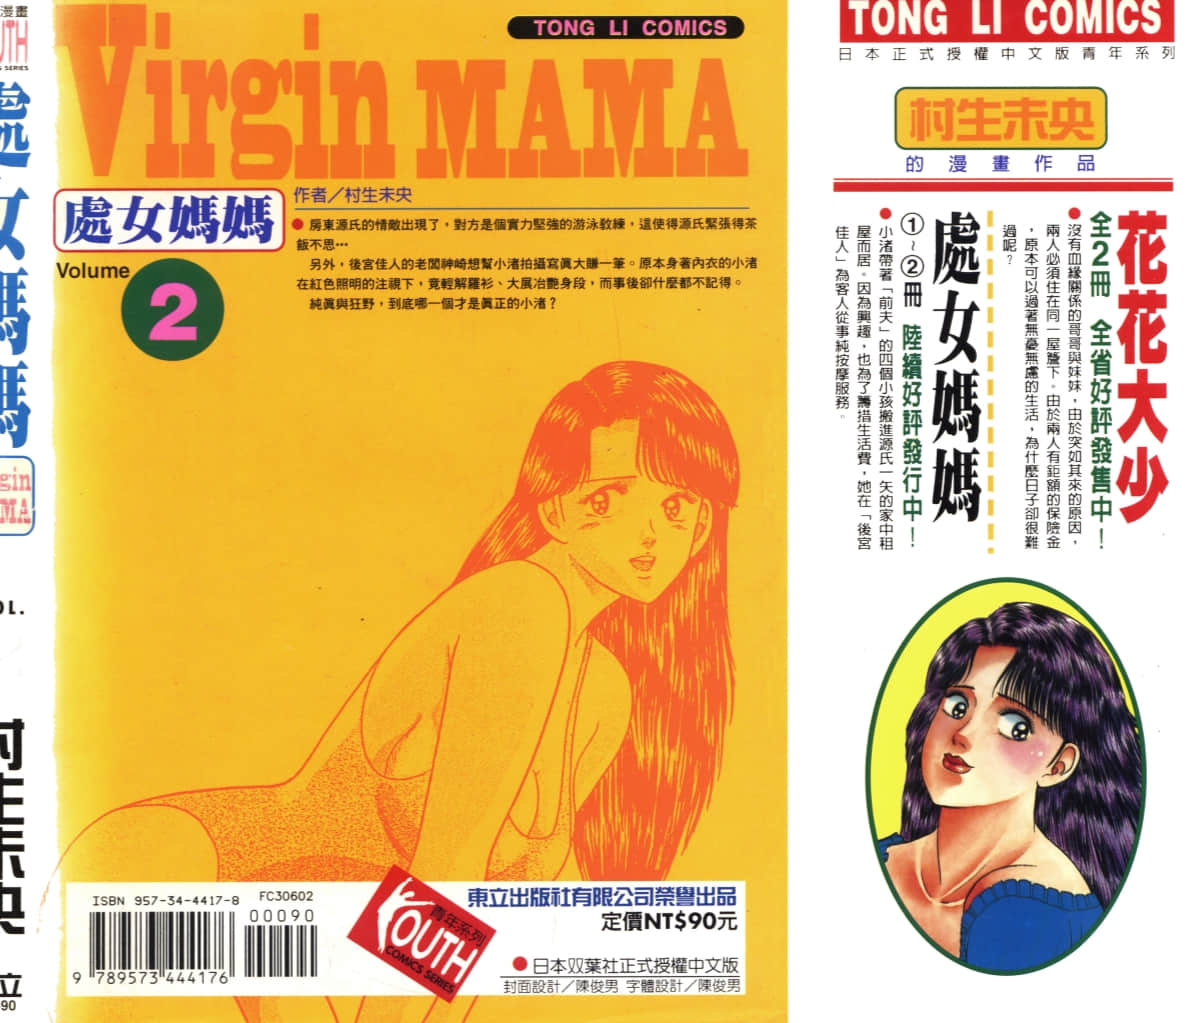 漫畫
UTH
S SERIES
處女媽媽
gin
MA
OL.
村生未央
立
90
TONG LI COMICS
Virgin MAMA
處女媽媽
作者／村生未央
Volume
2
●房東源氏的情敵出現了，對方是個實力堅強的游泳教練，這使得源氏緊張得茶
飯不思⋯
另外，後宮佳人的老闆神崎想幫小渚拍攝寫真大賺一筆。原本身著內衣的小渚
在紅色照明的注視下，竟輕解羅衫、大展冶艷身段，而事後卻什麼都不記得。
純真與狂野，到底哪一個才是真正的小渚？
ISBN 957-34-4417-8
FC30602
00090
9 789573 444176
青年系列
YOUTH
COMICS SERIES
東立出版社有限公司榮譽出品
定價NT$90元
●日本双葉社正式授權中文版
封面設計／陳俊男 字體設計／陳俊男
TONG LI COMICS
日本正式授權中文版青年系列
村生未央
的漫畫作品
花花大少
全2冊 全省好評發售中！
●沒有血緣關係的哥哥與妹妹，由於突如其來的原因，
兩人必須住在同一屋簷下。由於兩人有鉅額的保險金
，原本可以過著無憂無慮的生活，為什麼日子卻很難
過呢？
處女媽媽
①~②冊 陸續好評發行中！
●小渚帶著「前夫」的四個小孩搬進源氏一矢的家中租
屋而居。因為興趣，也為了籌措生活費，她在「後宮
佳人」為客人從事純按摩服務。